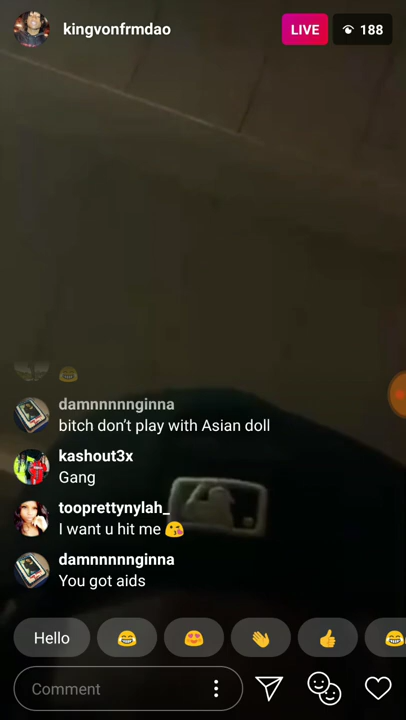 kingvonfrmdao
LIVE
188
😂
damnnnnnginna
bitch don't play with Asian doll
kashout3x
Gang
tooprettynylah_
I want u hit me 😘
damnnnnnginna
You got aids
Hello 😂 😍 👋 👍 😂
Comment